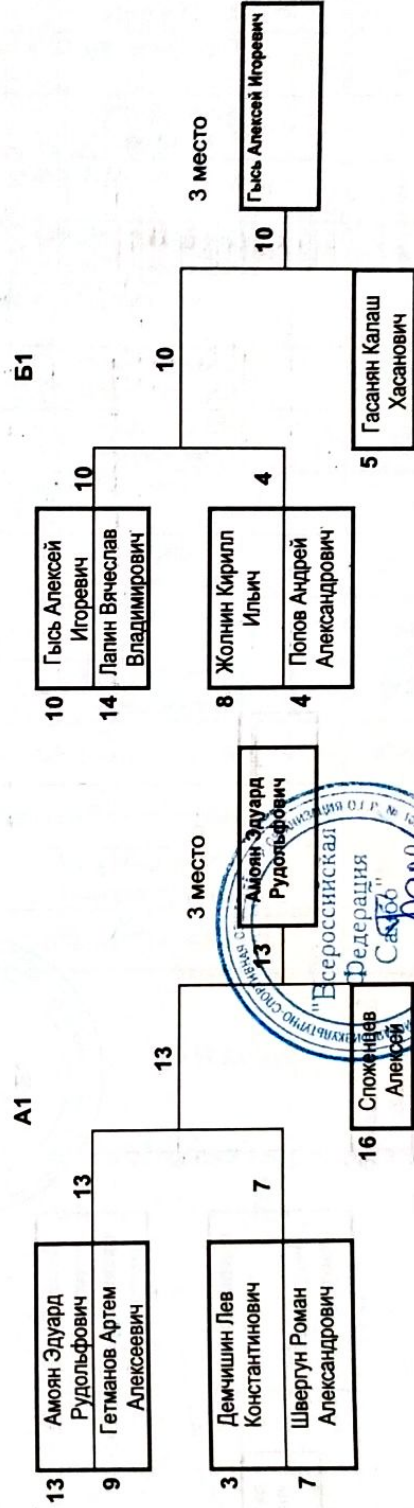 А1
13
Амоян Эдуард
Рудольфович
9
Гетманов Артем
Алексеевич
13
3
Демчишин Лев
Константинович
7
Швергун Роман
Александрович
7
13
16
Споженцев
Алексей
13
3 место
Амоян Эдуард
Рудольфович
"Всероссийская
Федерация
Самбо"
Б1
10
Гысь Алексей
Игоревич
14
Лапин Вячеслав
Владимирович
10
8
Жолнин Кирилл
Ильич
4
Попов Андрей
Александрович
4
10
5
Гасанян Калаш
Хасанович
10
3 место
Гысь Алексей Игоревич